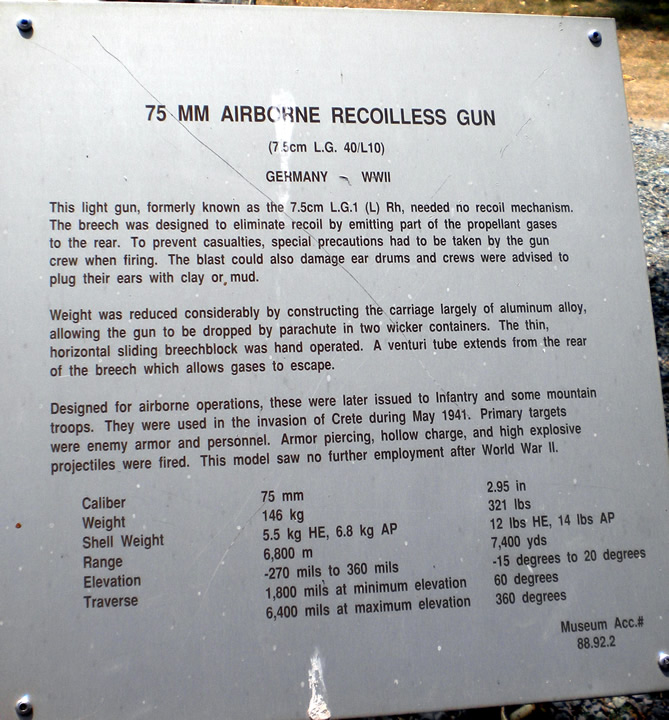 75 MM AIRBORNE RECOILLESS GUN
(7.5cm L.G. 40/L10)
GERMANY - WWII
This light gun, formerly known as the 7.5cm L.G.1 (L) Rh, needed no recoil mechanism.
The breech was designed to eliminate recoil by emitting part of the propellant gases
to the rear. To prevent casualties, special precautions had to be taken by the gun
crew when firing. The blast could also damage ear drums and crews were advised to
plug their ears with clay or mud.
Weight was reduced considerably by constructing the carriage largely of aluminum alloy,
allowing the gun to be dropped by parachute in two wicker containers. The thin,
horizontal sliding breechblock was hand operated. A venturi tube extends from the rear
of the breech which allows gases to escape.
Designed for airborne operations, these were later issued to Infantry and some mountain
troops. They were used in the invasion of Crete during May 1941. Primary targets
were enemy armor and personnel. Armor piercing, hollow charge, and high explosive
projectiles were fired. This model saw no further employment after World War II.
Caliber 75 mm 2.95 in
Weight 146 kg 321 lbs
Shell Weight 5.5 kg HE, 6.8 kg AP 12 lbs HE, 14 lbs AP
Range 6,800 m 7,400 yds
Elevation -270 mils to 360 mils -15 degrees to 20 degrees
Traverse 1,800 mils at minimum elevation 60 degrees
6,400 mils at maximum elevation 360 degrees
Museum Acc.#
88.92.2